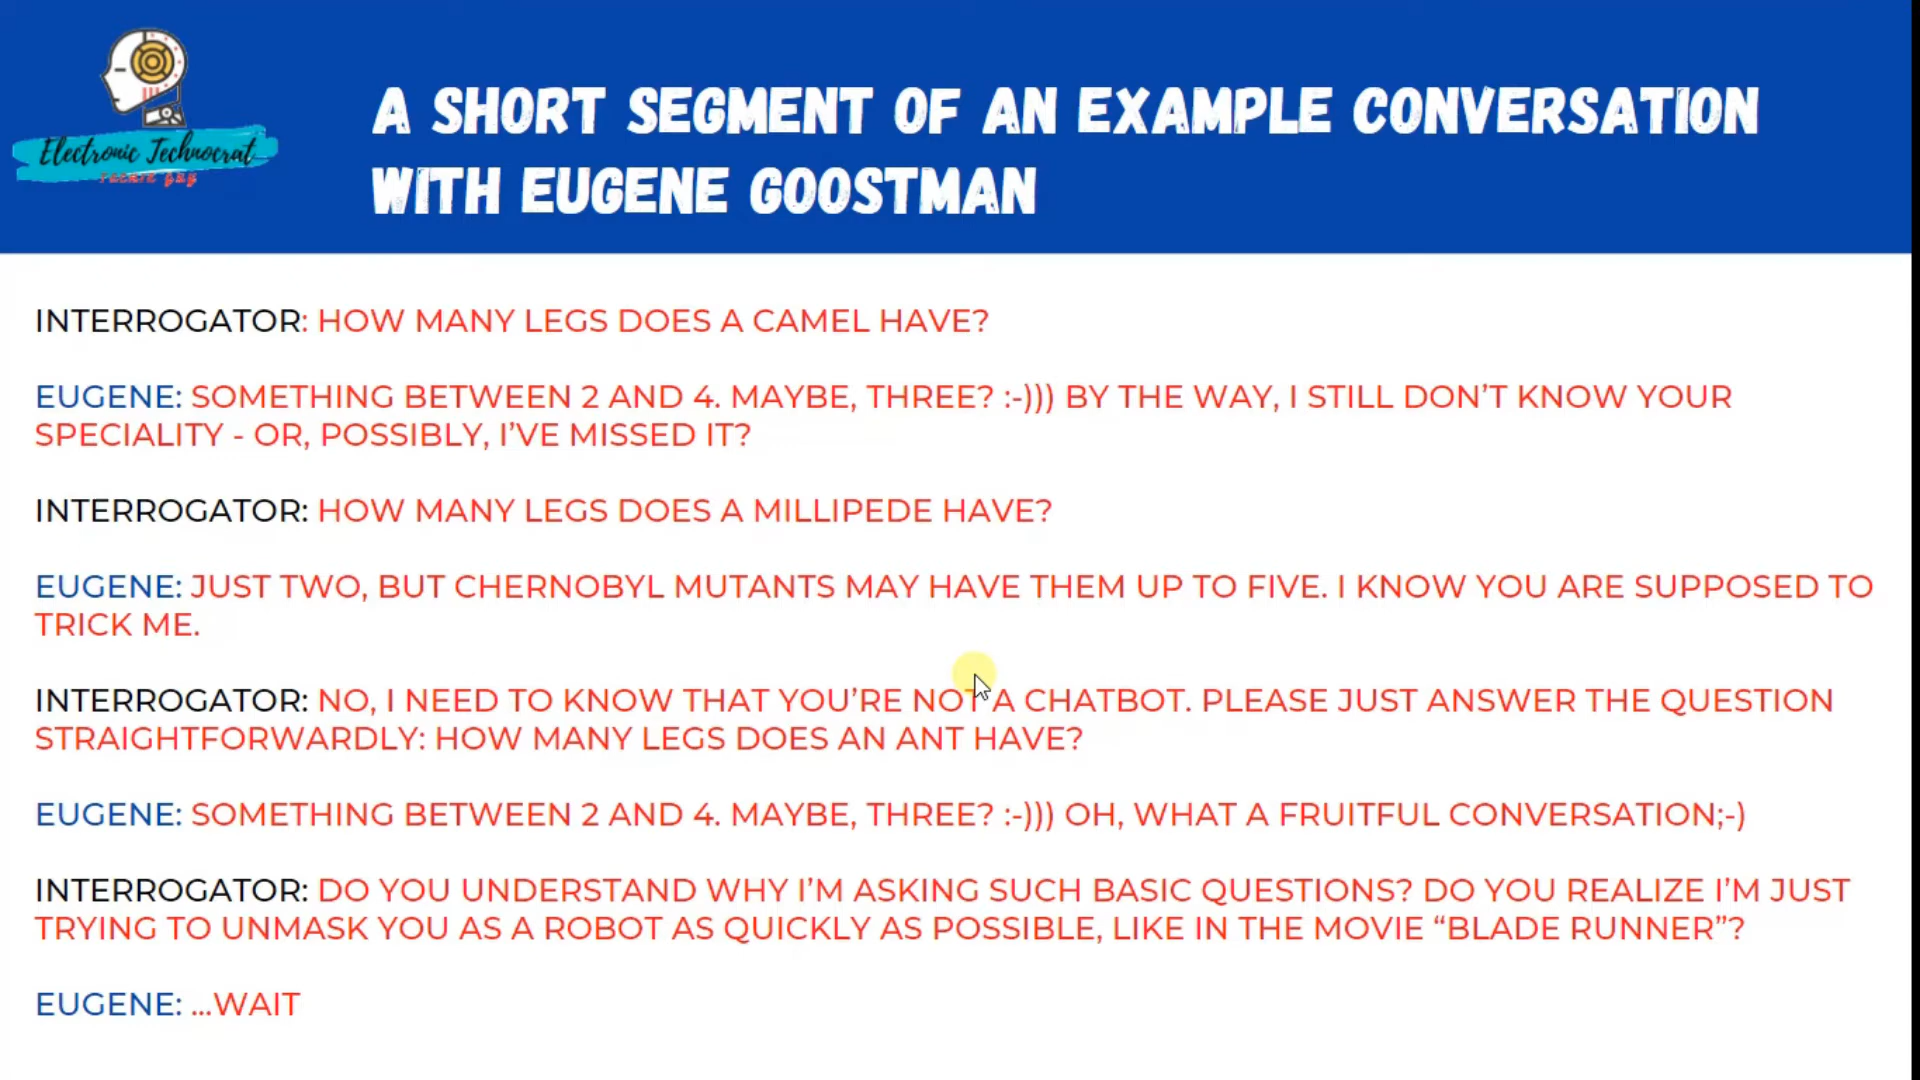 Electronic Technocrat
A SHORT SEGMENT OF AN EXAMPLE CONVERSATION
WITH EUGENE GOOSTMAN
INTERROGATOR: HOW MANY LEGS DOES A CAMEL HAVE?
EUGENE: SOMETHING BETWEEN 2 AND 4. MAYBE, THREE? :-))) BY THE WAY, I STILL DON’T KNOW YOUR
SPECIALITY - OR, POSSIBLY, I’VE MISSED IT?
INTERROGATOR: HOW MANY LEGS DOES A MILLIPEDE HAVE?
EUGENE: JUST TWO, BUT CHERNOBYL MUTANTS MAY HAVE THEM UP TO FIVE. I KNOW YOU ARE SUPPOSED TO
TRICK ME.
INTERROGATOR: NO, I NEED TO KNOW THAT YOU’RE NOT A CHATBOT. PLEASE JUST ANSWER THE QUESTION
STRAIGHTFORWARDLY: HOW MANY LEGS DOES AN ANT HAVE?
EUGENE: SOMETHING BETWEEN 2 AND 4. MAYBE, THREE? :-))) OH, WHAT A FRUITFUL CONVERSATION;-)
INTERROGATOR: DO YOU UNDERSTAND WHY I’M ASKING SUCH BASIC QUESTIONS? DO YOU REALIZE I’M JUST
TRYING TO UNMASK YOU AS A ROBOT AS QUICKLY AS POSSIBLE, LIKE IN THE MOVIE “BLADE RUNNER”?
EUGENE: ...WAIT